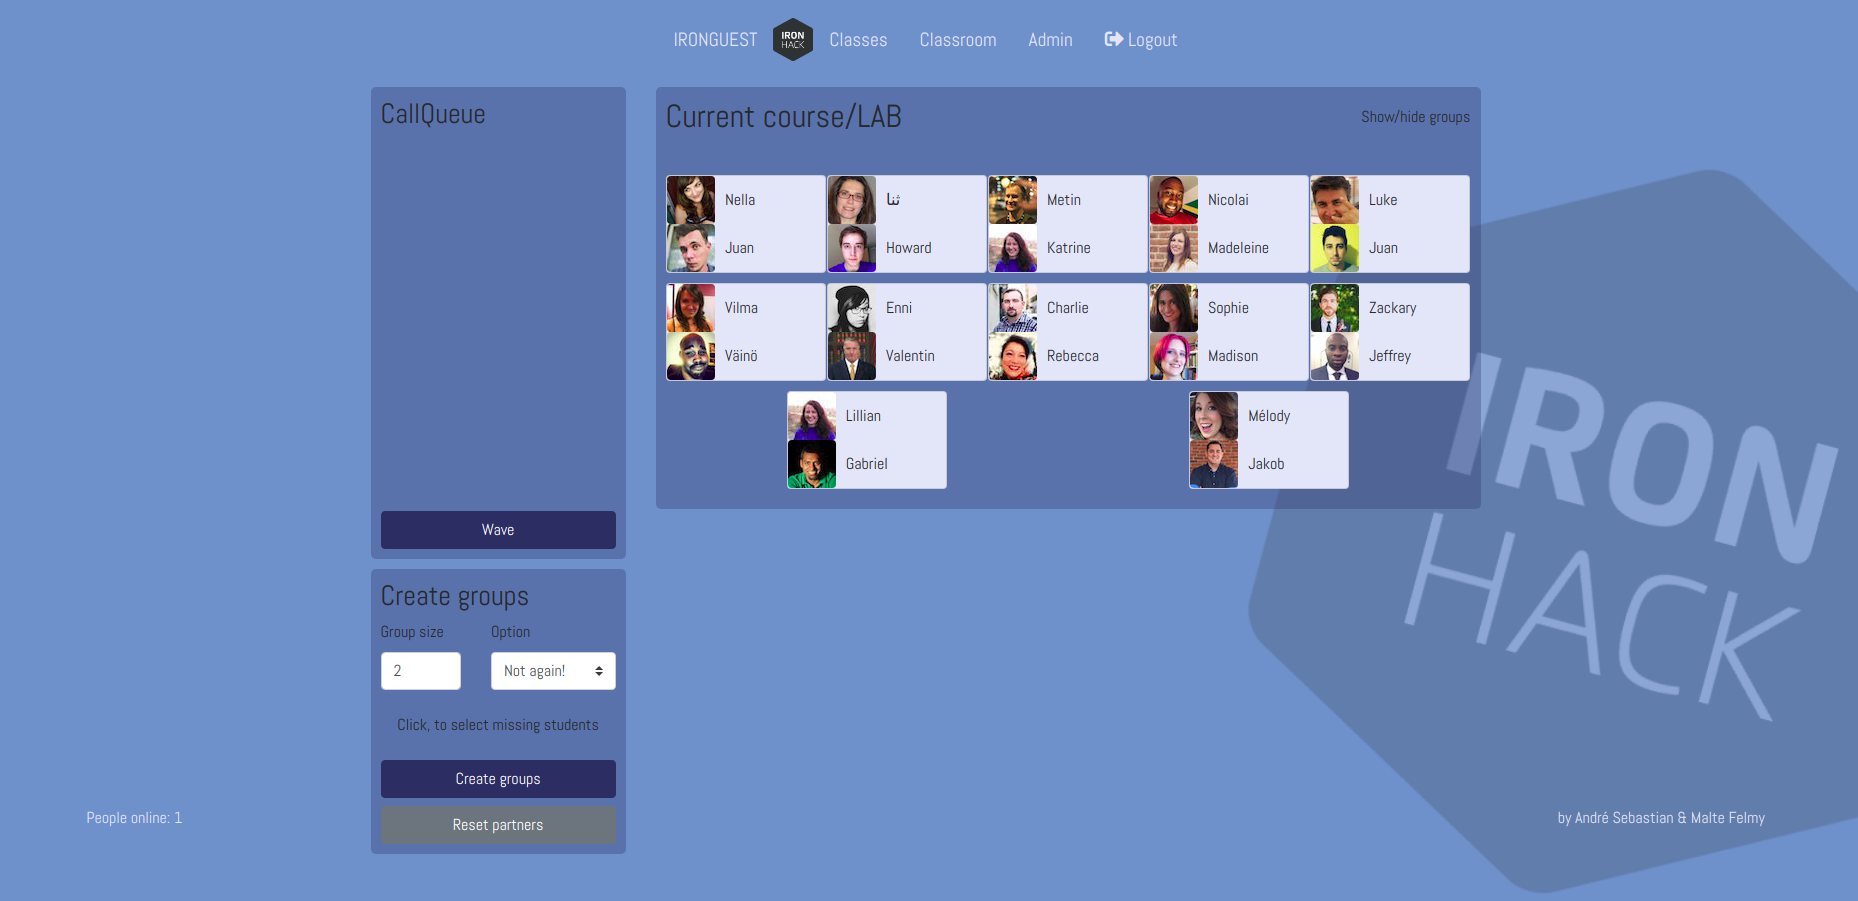 IRONGUEST
IRON
HACK
Classes
Classroom
Admin
Logout
CallQueue
Wave
Create groups
Group size
Option
2
Not again!
Click, to select missing students
Create groups
Reset partners
Current course/LAB
Show/hide groups
Nella
Juan
ثنا
Howard
Metin
Katrine
Nicolai
Madeleine
Luke
Juan
Vilma
Väinö
Enni
Valentin
Charlie
Rebecca
Sophie
Madison
Zackary
Jeffrey
Lillian
Gabriel
Mélody
Jakob
IRON
HACK
People online: 1
by André Sebastian & Malte Felmy